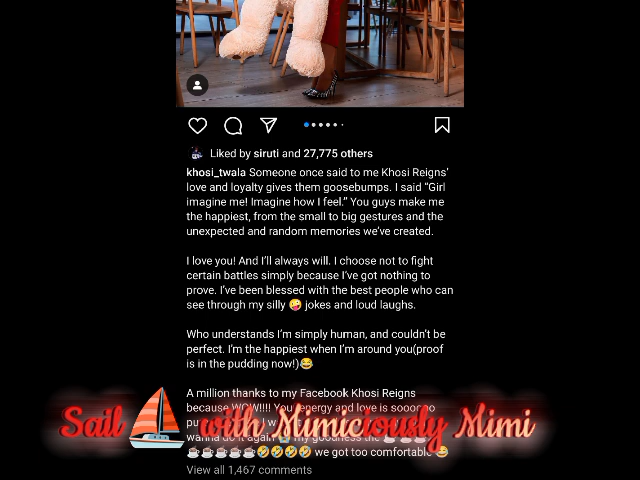 Liked by siruti and 27,775 others
khosi_twala Someone once said to me Khosi Reigns'
love and loyalty gives them goosebumps. I said "Girl
imagine me! Imagine how I feel." You guys make me
the happiest, from the small to big gestures and the
unexpected and random memories we've created.
I love you! And I'll always will. I choose not to fight
certain battles simply because I've got nothing to
prove. I've been blessed with the best people who can
see through my silly 🤪 jokes and loud laughs.
Who understands I'm simply human, and couldn't be
perfect. I'm the happiest when I'm around you(proof
is in the pudding now!)😂
A million thanks to my Facebook Khosi Reigns
because WOW!!!! Your energy and love is
Sail with Mimiciously Mimi
wanna do it again my goodness the
☕☕☕☕☕🤣🤣🤣🤣 we got too comfortable 😂
View all 1,467 comments